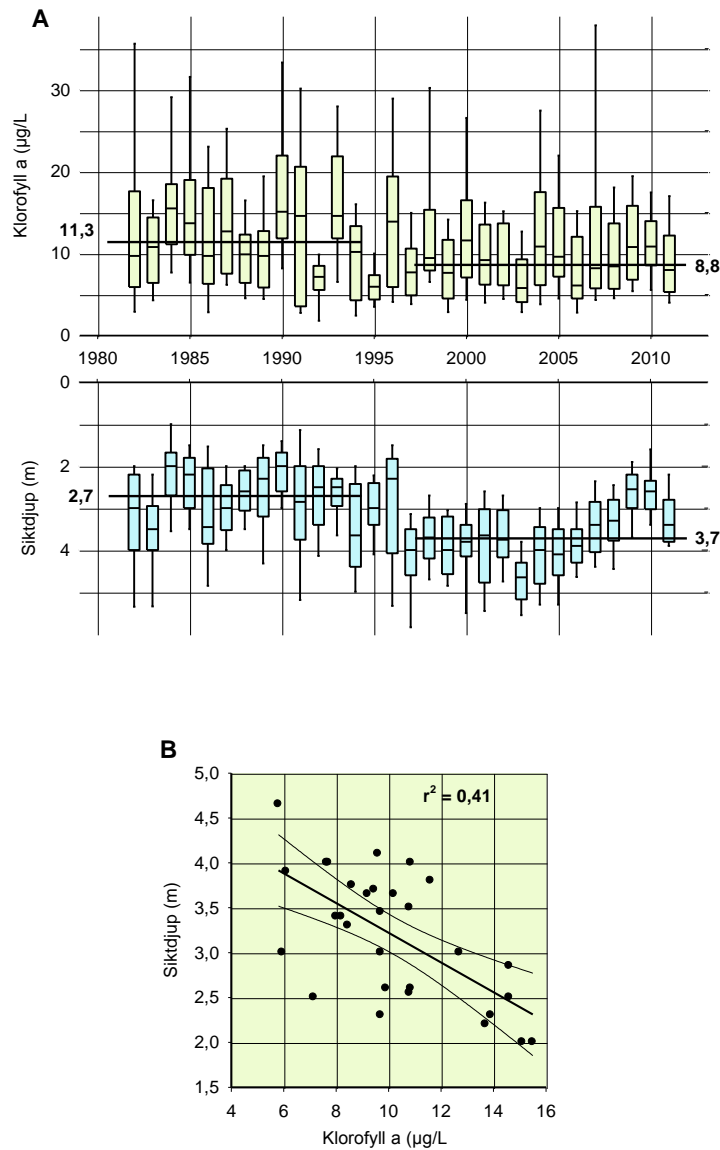 A
Klorofyll a (µg/L
30
20
10
0
11,3
8,8
1980 1985 1990 1995 2000 2005 2010
Siktdjup (m)
0
2
4
2,7
3,7
B
Siktdjup (m)
5,0
4,5
4,0
3,5
3,0
2,5
2,0
1,5
r² = 0,41
4 6 8 10 12 14 16
Klorofyll a (µg/L